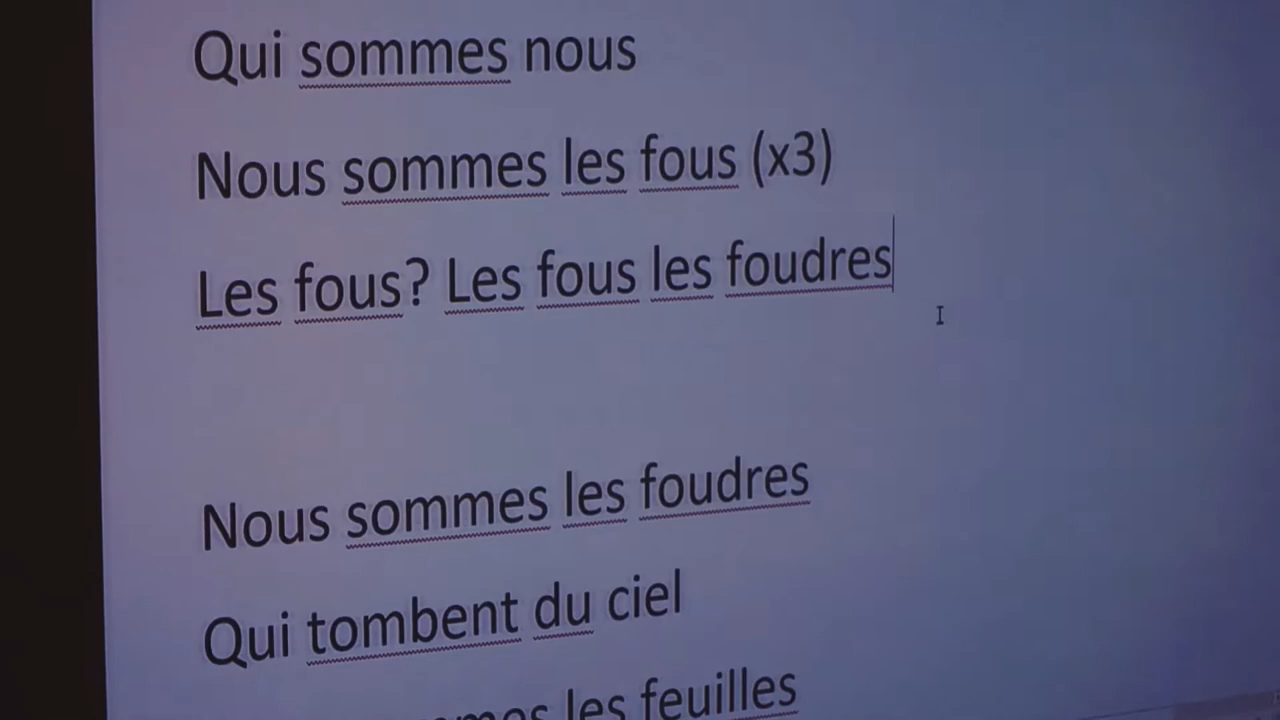 Qui sommes nous
Nous sommes les fous (x3)
Les fous? Les fous les foudres
Nous sommes les foudres
Qui tombent du ciel
les feuilles